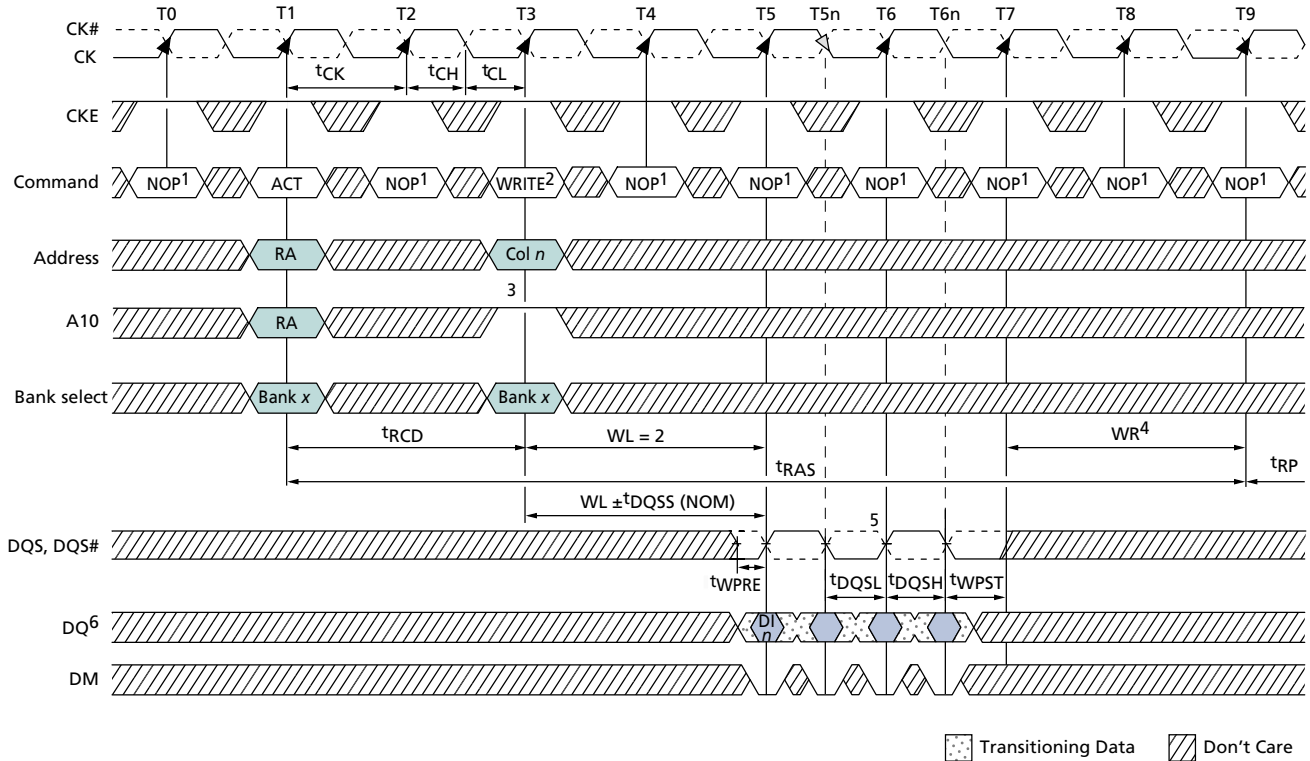 T0 T1 T2 T3 T4 T5 T5n T6 T6n T7 T8 T9
CK#
CK
tCK tCH tCL
CKE
Command NOP1 ACT NOP1 WRITE2 NOP1 NOP1 NOP1 NOP1 NOP1 NOP1
Address RA Col n
3
A10 RA
Bank select Bank x Bank x
tRCD WL = 2 WR4
tRAS tRP
WL ±tDQSS (NOM)
5
DQS, DQS#
tWPRE tDQSL tDQSH tWPST
DQ6 DI n
DM
Transitioning Data Don't Care